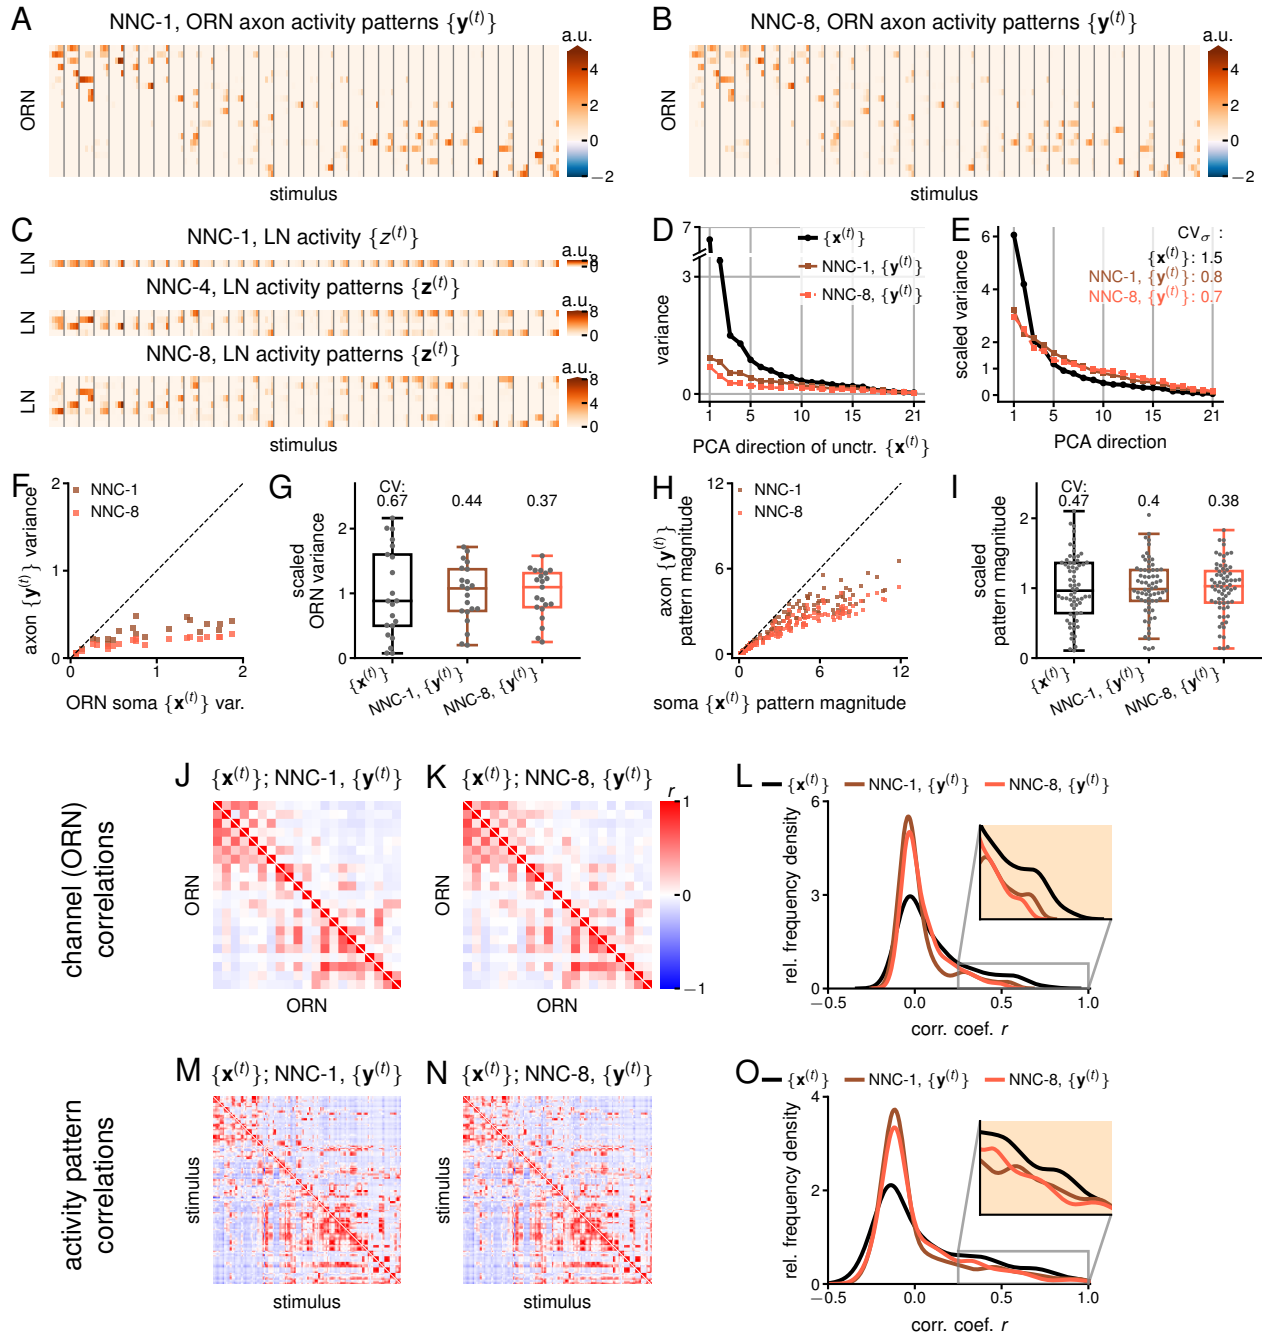 A
NNC-1, ORN axon activity patterns {y^(t)}
a.u.
ORN
4
2
0
−2
stimulus
B
NNC-8, ORN axon activity patterns {y^(t)}
a.u.
ORN
4
2
0
−2
stimulus
C
NNC-1, LN activity {z^(t)}
a.u.
LN
8
0
NNC-4, LN activity patterns {z^(t)}
LN
8
0
NNC-8, LN activity patterns {z^(t)}
LN
8
0
stimulus
D
7
3
0
variance
{x^(t)}
NNC-1, {y^(t)}
NNC-8, {y^(t)}
1 5 10 15 21
PCA direction of unctr. {x^(t)}
E
6
4
2
0
scaled variance
CVσ :
{x^(t)}: 1.5
NNC-1, {y^(t)}: 0.8
NNC-8, {y^(t)}: 0.7
1 5 10 15 21
PCA direction
F
axon {y^(t)} variance
2
1
0
NNC-1
NNC-8
0 1 2
ORN soma {x^(t)} var.
G
scaled
ORN variance
2
1
0
CV:
0.67 0.44 0.37
{x^(t)}
NNC-1, {y^(t)}
NNC-8, {y^(t)}
H
axon {y^(t)}
pattern magnitude
12
6
0
NNC-1
NNC-8
0 6 12
soma {x^(t)} pattern magnitude
I
scaled
pattern magnitude
2
1
0
CV:
0.47 0.4 0.38
{x^(t)}
NNC-1, {y^(t)}
NNC-8, {y^(t)}
channel (ORN)
correlations
J
{x^(t)}; NNC-1, {y^(t)}
ORN
ORN
K
{x^(t)}; NNC-8, {y^(t)}
ORN
ORN
r
1
0
−1
L
{x^(t)} NNC-1, {y^(t)} NNC-8, {y^(t)}
rel. frequency density
6
3
0
−0.5 0.0 0.5 1.0
corr. coef. r
activity pattern
correlations
M
{x^(t)}; NNC-1, {y^(t)}
stimulus
stimulus
N
{x^(t)}; NNC-8, {y^(t)}
stimulus
stimulus
O
{x^(t)} NNC-1, {y^(t)} NNC-8, {y^(t)}
rel. frequency density
4
2
0
−0.5 0.0 0.5 1.0
corr. coef. r